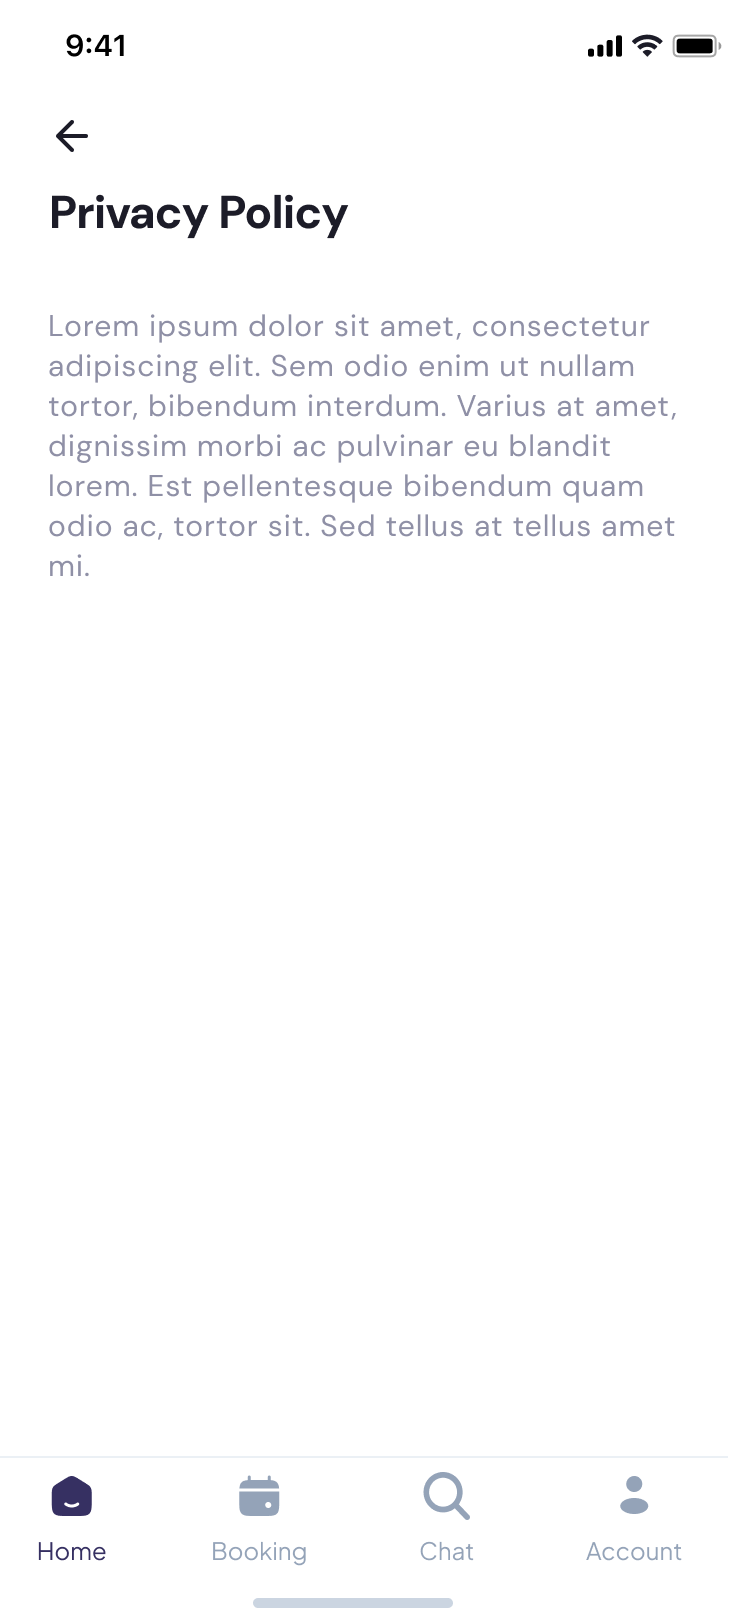 9:41
Privacy Policy
Lorem ipsum dolor sit amet, consectetur
adipiscing elit. Sem odio enim ut nullam
tortor, bibendum interdum. Varius at amet,
dignissim morbi ac pulvinar eu blandit
lorem. Est pellentesque bibendum quam
odio ac, tortor sit. Sed tellus at tellus amet
mi.
Home Booking Chat Account